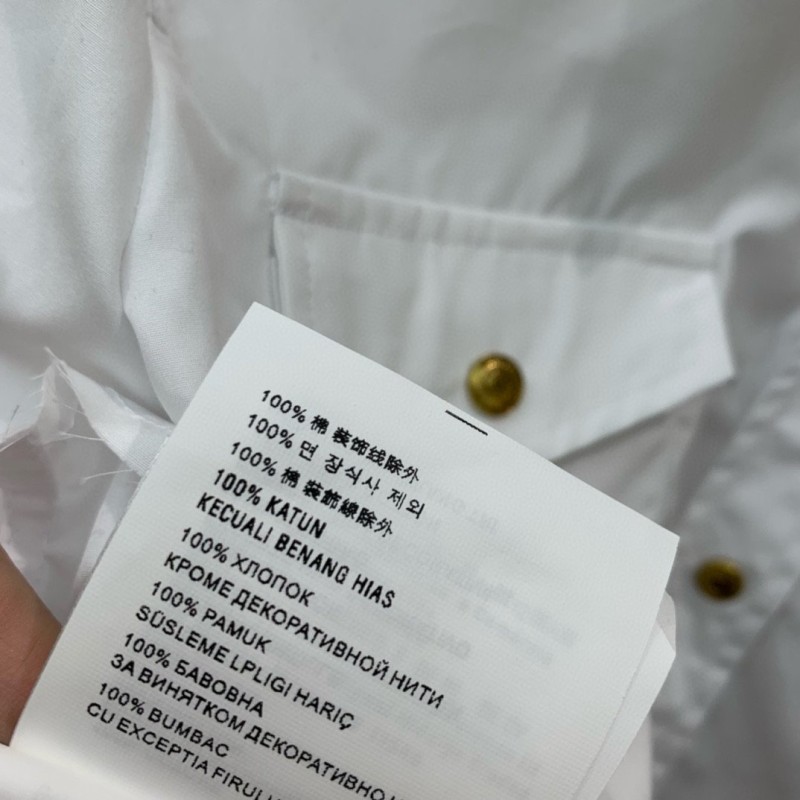 100% 棉 装饰线除外
100% 면 장식사 제외
100% 棉 裝飾線除外
100% KATUN
KECUALI BENANG HIAS
100% ХЛОПОК
КРОМЕ ДЕКОРАТИВНОЙ НИТИ
100% PAMUK
SÜSLEME LPLIGI HARIÇ
100% БАВОВНА
ЗА ВИНЯТКОМ ДЕКОРАТИВНО
100% BUMBAC
CU EXCEPTIA FIRULU